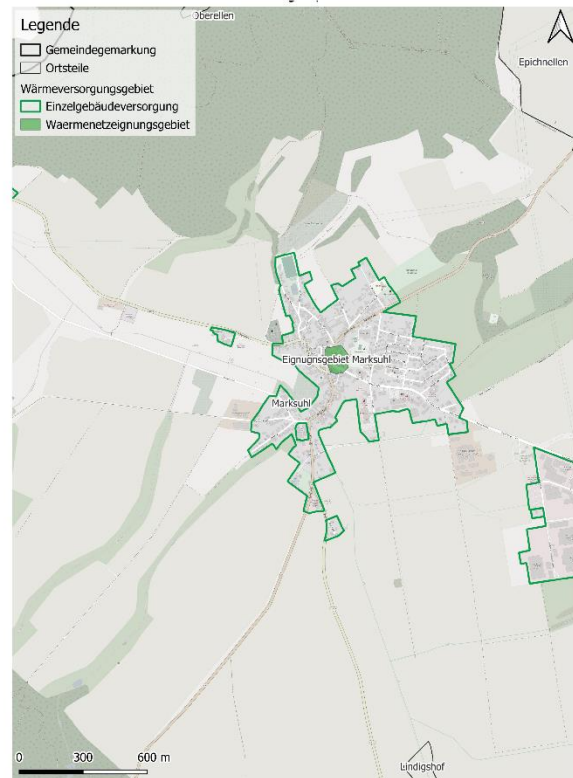 Oberellen
Legende
Gemeindegemarkung
Ortsteile
Wärmeversorgungsgebiet
Einzelgebäudeversorgung
Waermenetzeignungsgebiet
Epichnellen
Eignugnsgebiet Marksuhl
Marksuhl
0 300 600 m
Lindigshof